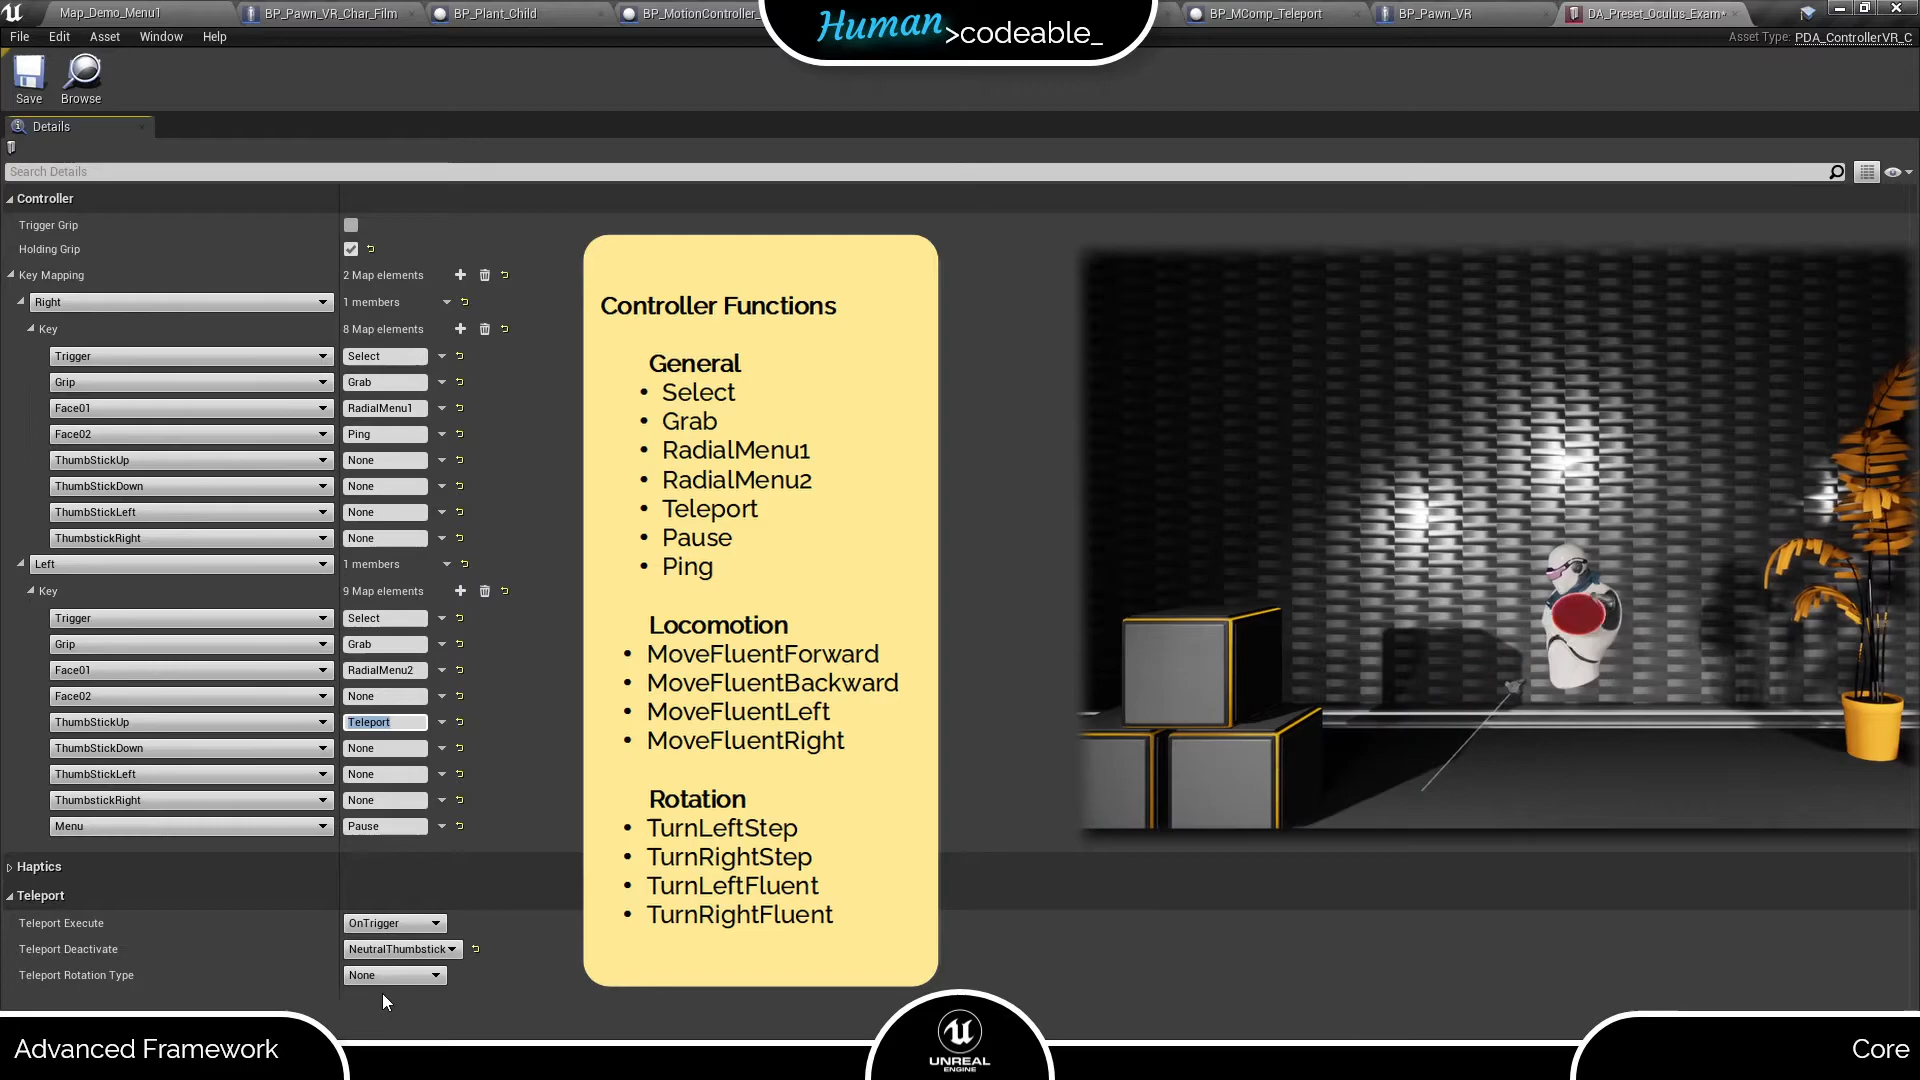 Map_Demo_Menu1
BP_Pawn_VR_Char_Film
BP_Plant_Child
BP_MotionController_
BP_MComp_Teleport
BP_Pawn_VR
DA_Preset_Oculus_Exam*
Human >codeable_
File Edit Asset Window Help
Asset Type: PDA_ControllerVR_C
Save Browse
Details
Search Details
Controller
Trigger Grip
Holding Grip
Key Mapping 2 Map elements
Right 1 members
Key 8 Map elements
Trigger Select
Grip Grab
Face01 RadialMenu1
Face02 Ping
ThumbStickUp None
ThumbStickDown None
ThumbStickLeft None
ThumbstickRight None
Left 1 members
Key 9 Map elements
Trigger Select
Grip Grab
Face01 RadialMenu2
Face02 None
ThumbStickUp Teleport
ThumbStickDown None
ThumbStickLeft None
ThumbstickRight None
Menu Pause
Haptics
Teleport
Teleport Execute OnTrigger
Teleport Deactivate NeutralThumbstick
Teleport Rotation Type None
Controller Functions
General
• Select
• Grab
• RadialMenu1
• RadialMenu2
• Teleport
• Pause
• Ping
Locomotion
• MoveFluentForward
• MoveFluentBackward
• MoveFluentLeft
• MoveFluentRight
Rotation
• TurnLeftStep
• TurnRightStep
• TurnLeftFluent
• TurnRightFluent
Advanced Framework
UNREAL
ENGINE
Core